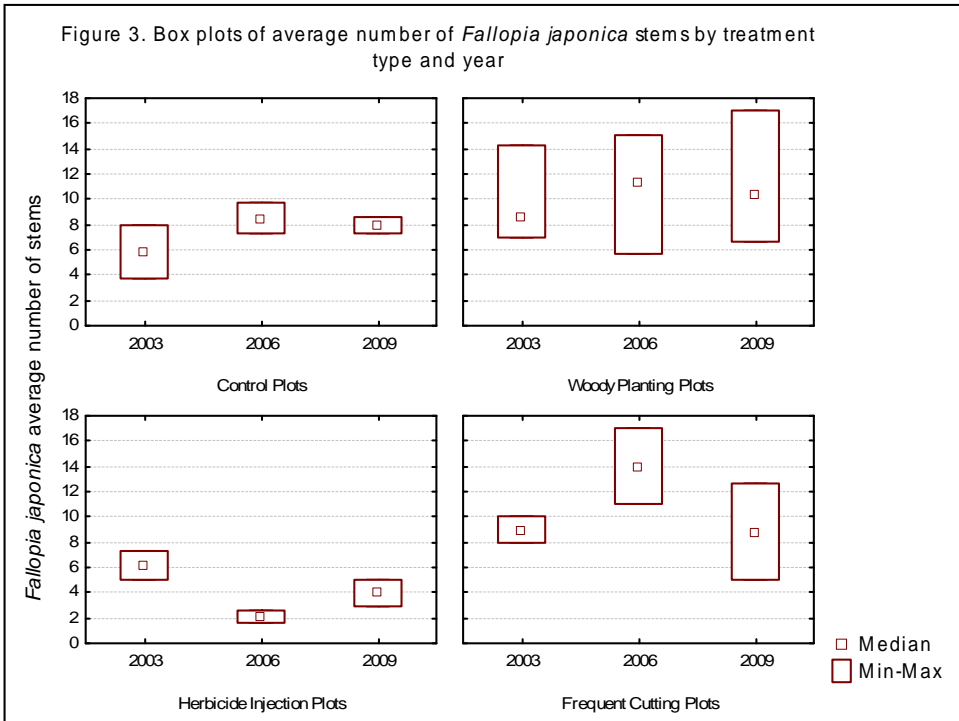 Figure 3. Box plots of average number of Fallopia japonica stems by treatment
type and year
Fallopia japonica average number of stems
18
16
14
12
10
8
6
4
2
0
2003 2006 2009
Control Plots
2003 2006 2009
Woody Planting Plots
18
16
14
12
10
8
6
4
2
0
2003 2006 2009
Herbicide Injection Plots
2003 2006 2009
Frequent Cutting Plots
Median
Min-Max